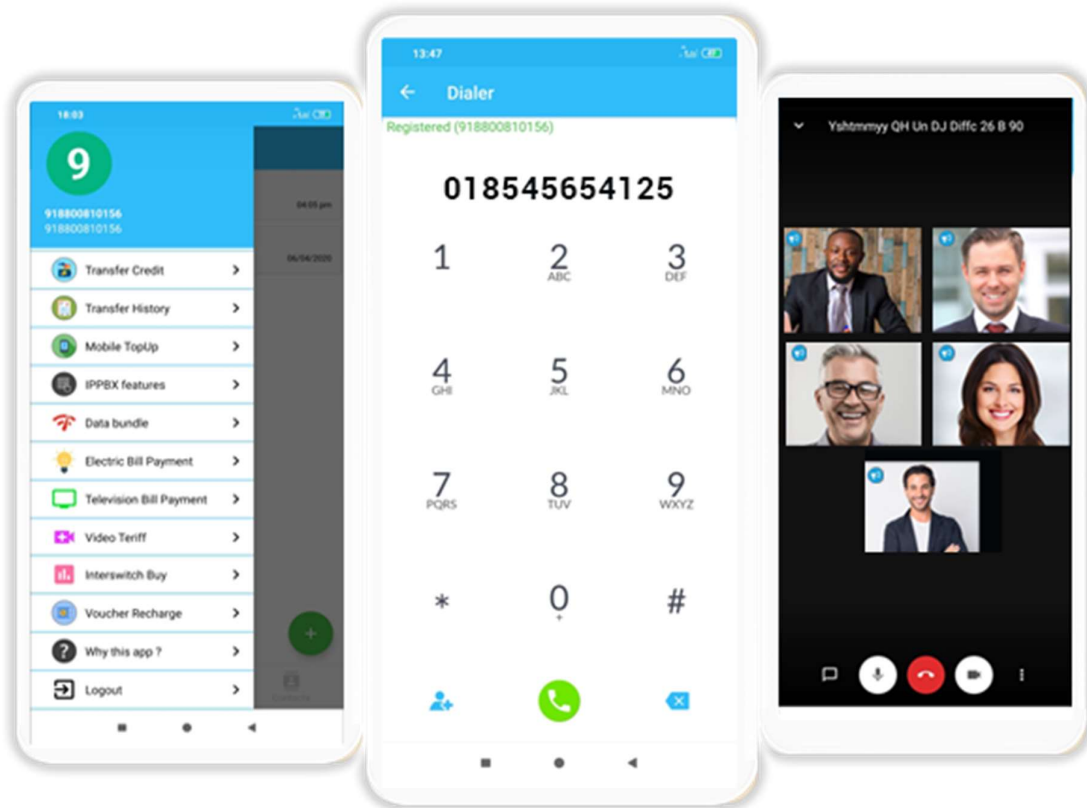 18:03
9
918800810156
918800810156
04:05 pm
06/04/2020
Transfer Credit
Transfer History
Mobile TopUp
IPPBX features
Data bundle
Electric Bill Payment
Television Bill Payment
Video Teriff
Interswitch Buy
Voucher Recharge
Why this app ?
Logout
Contacts
13:47
Dialer
Registered (918800810156)
018545654125
1 2 3
ABC DEF
4 5 6
GHI JKL MNO
7 8 9
PQRS TUV WXYZ
* 0 #
+
Yshtmmyy QH Un DJ Diffc 26 B 90